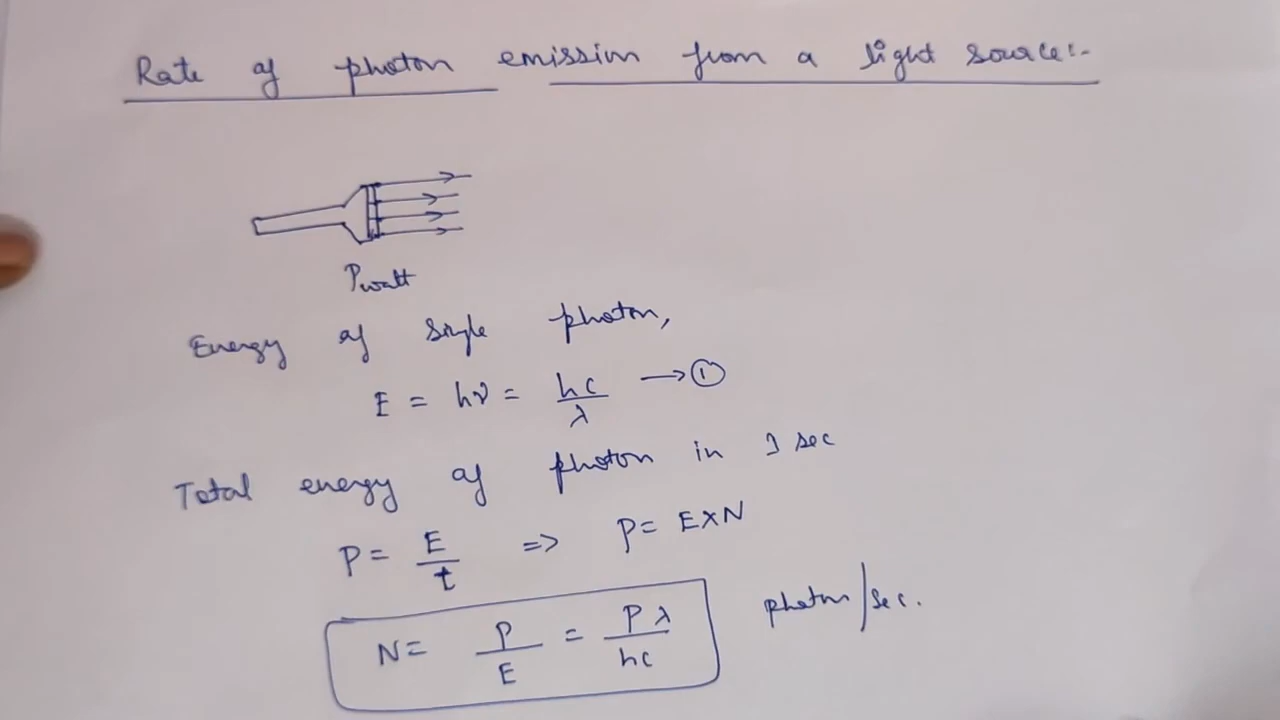 Rate of photon emission from a light source:-
Pwatt
Energy of single photon,
E = hν = hc/λ → ①
Total energy of photon in 1 sec
P = E/t => P = E×N
N = P/E = Pλ/hc photon/sec.